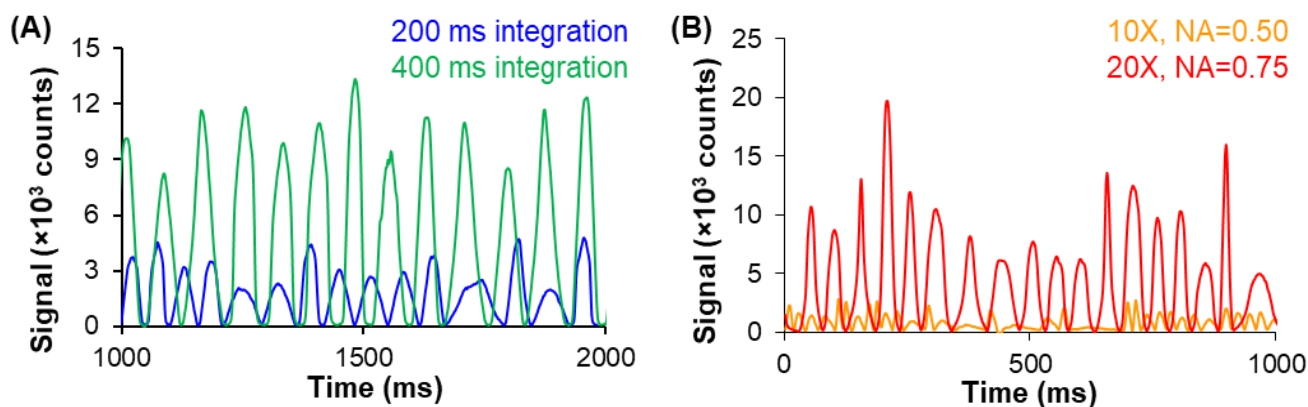 (A)
200 ms integration
400 ms integration
Signal (×10³ counts)
15
12
9
6
3
0
1000
1500
2000
Time (ms)
(B)
10X, NA=0.50
20X, NA=0.75
Signal (×10³ counts)
25
20
15
10
5
0
0
500
1000
Time (ms)